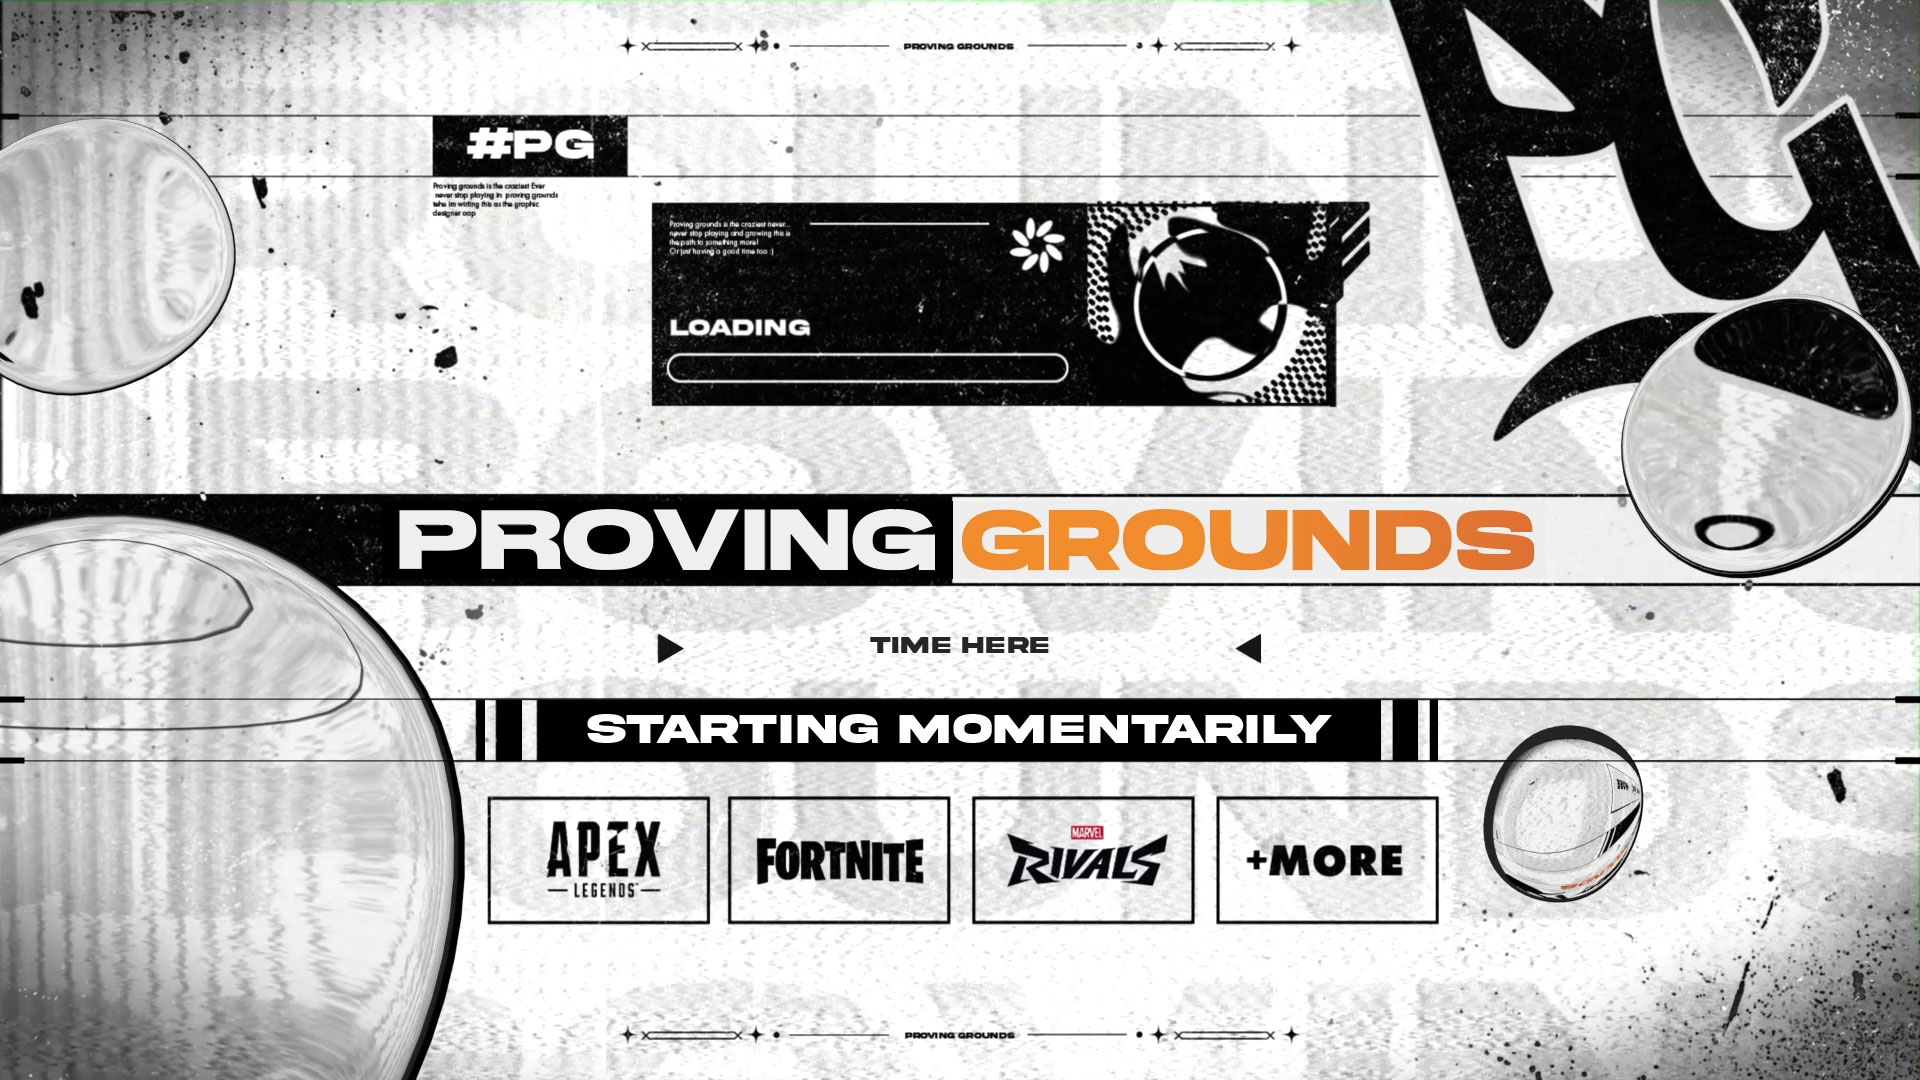 PROVING GROUNDS
#PG
Proving grounds is the craziest Ever
never stop playing in proving grounds
tehe im writing this as the graphic
designer oop
Proving grounds is the craziest never...
never stop playing and growing this is
the path to something more!
Or just having a good time too :)
LOADING
PG
PROVING GROUNDS
TIME HERE
STARTING MOMENTARILY
APEX
LEGENDS
FORTNITE
MARVEL
RIVALS
+MORE
PROVING GROUNDS